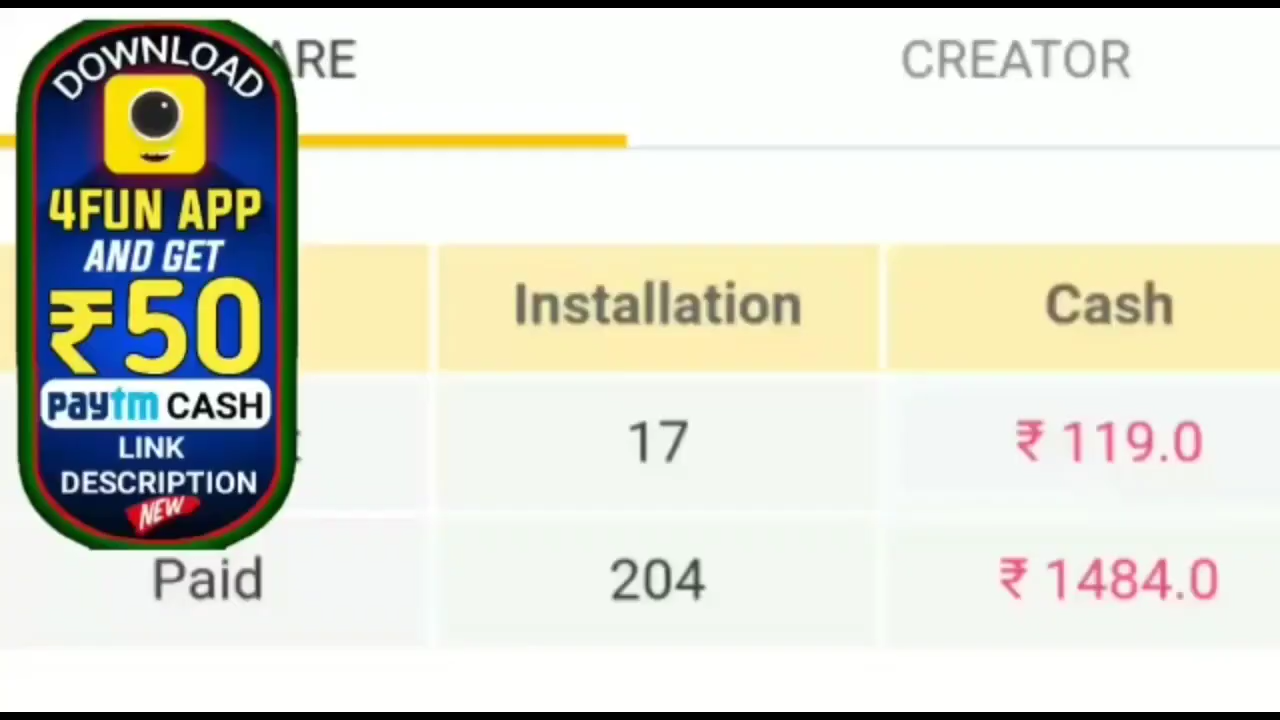 DOWNLOAD
4FUN APP
AND GET
₹50
paytm CASH
LINK
DESCRIPTION
NEW
CREATOR
Installation Cash
17 ₹ 119.0
Paid 204 ₹ 1484.0